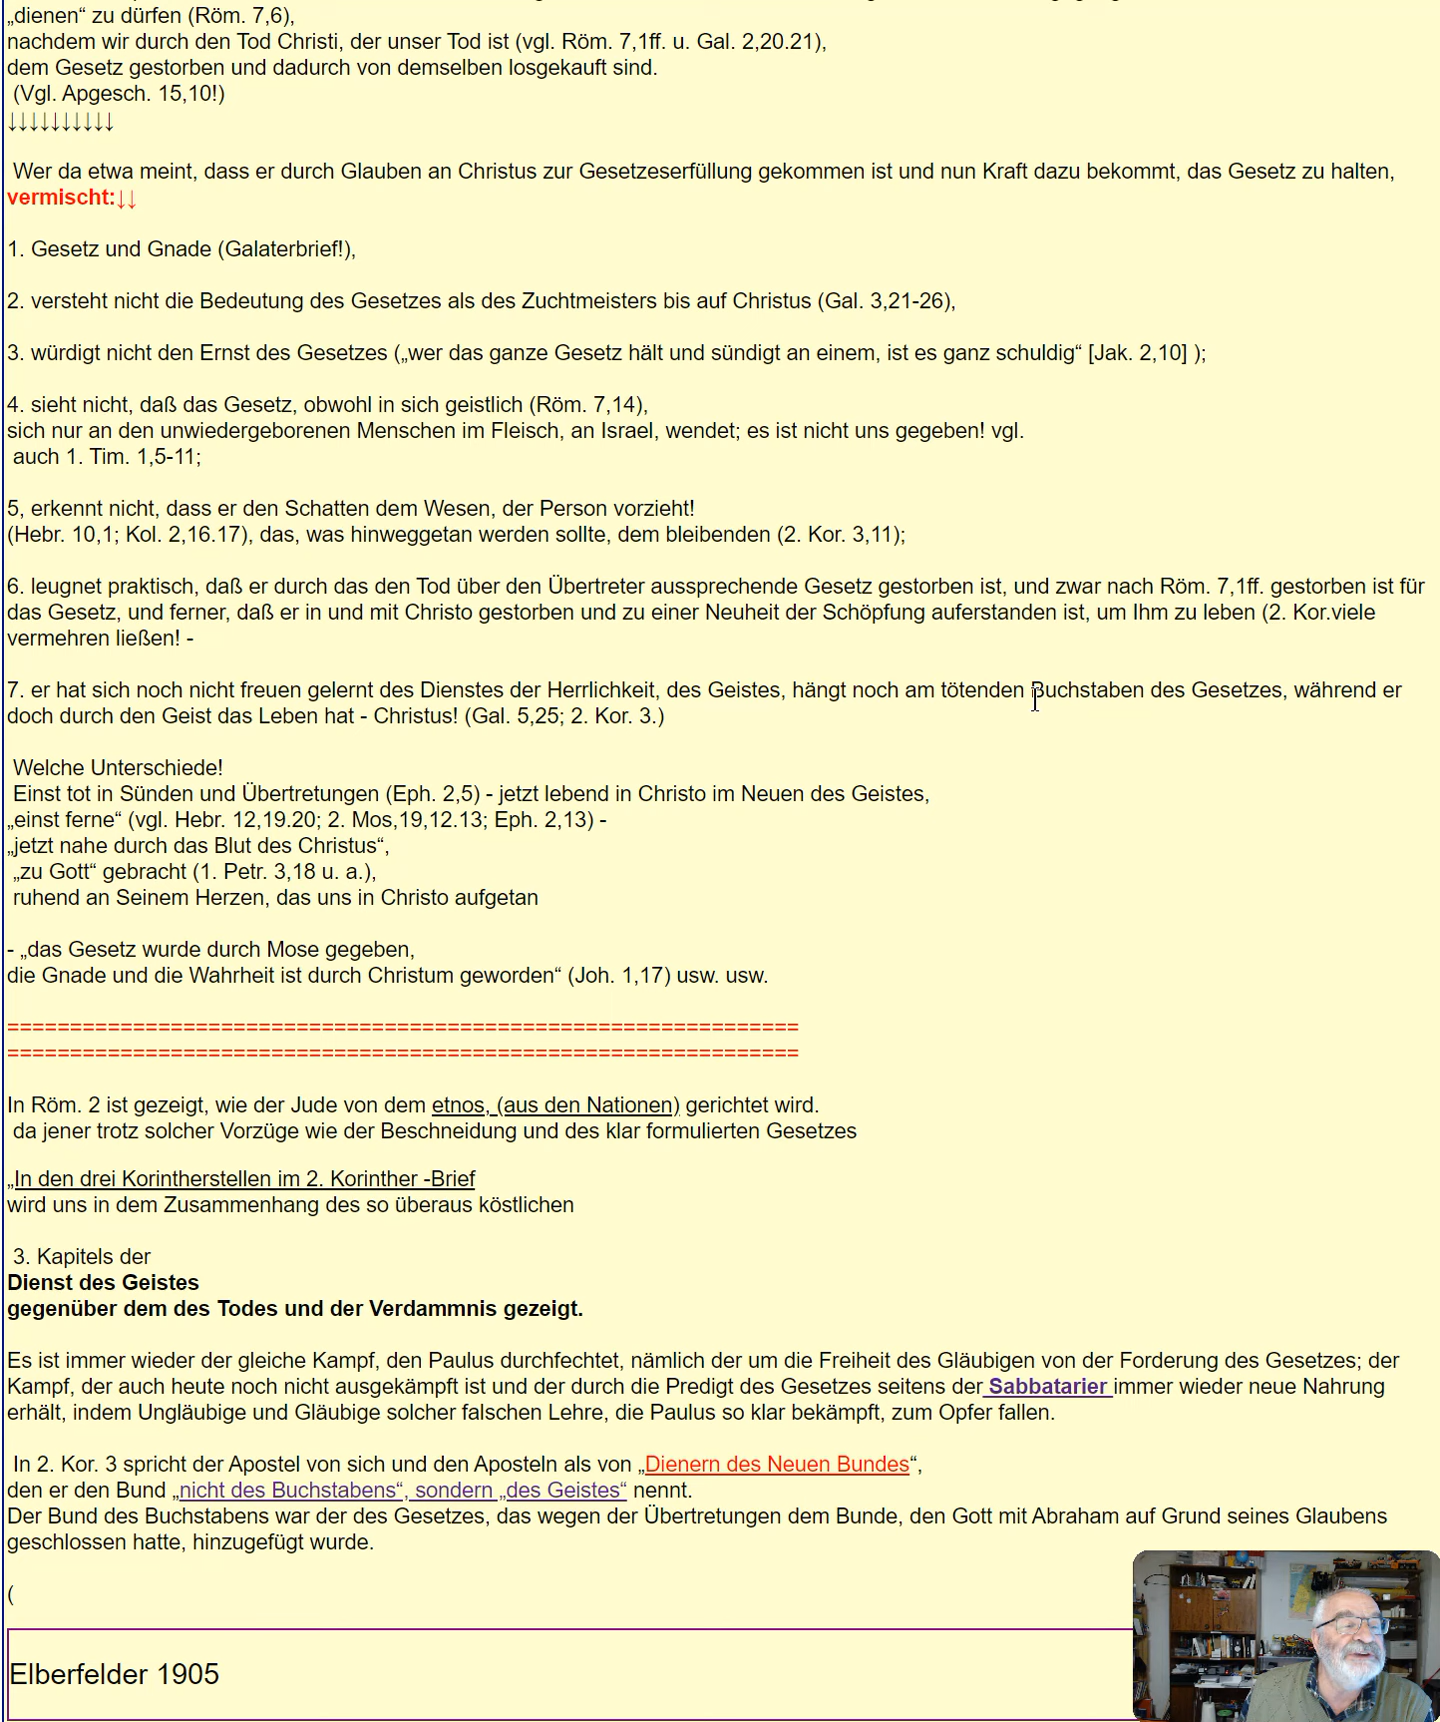 „dienen“ zu dürfen (Röm. 7,6),
nachdem wir durch den Tod Christi, der unser Tod ist (vgl. Röm. 7,1ff. u. Gal. 2,20.21),
dem Gesetz gestorben und dadurch von demselben losgekauft sind.
(Vgl. Apgesch. 15,10!)
↓↓↓↓↓↓↓↓↓↓
Wer da etwa meint, dass er durch Glauben an Christus zur Gesetzeserfüllung gekommen ist und nun Kraft dazu bekommt, das Gesetz zu halten,
vermischt:↓↓
1. Gesetz und Gnade (Galaterbrief!),
2. versteht nicht die Bedeutung des Gesetzes als des Zuchtmeisters bis auf Christus (Gal. 3,21-26),
3. würdigt nicht den Ernst des Gesetzes („wer das ganze Gesetz hält und sündigt an einem, ist es ganz schuldig“ [Jak. 2,10] );
4. sieht nicht, daß das Gesetz, obwohl in sich geistlich (Röm. 7,14),
sich nur an den unwiedergeborenen Menschen im Fleisch, an Israel, wendet; es ist nicht uns gegeben! vgl.
auch 1. Tim. 1,5-11;
5, erkennt nicht, dass er den Schatten dem Wesen, der Person vorzieht!
(Hebr. 10,1; Kol. 2,16.17), das, was hinweggetan werden sollte, dem bleibenden (2. Kor. 3,11);
6. leugnet praktisch, daß er durch das den Tod über den Übertreter aussprechende Gesetz gestorben ist, und zwar nach Röm. 7,1ff. gestorben ist für
das Gesetz, und ferner, daß er in und mit Christo gestorben und zu einer Neuheit der Schöpfung auferstanden ist, um Ihm zu leben (2. Kor.viele
vermehren ließen! -
7. er hat sich noch nicht freuen gelernt des Dienstes der Herrlichkeit, des Geistes, hängt noch am tötenden Buchstaben des Gesetzes, während er
doch durch den Geist das Leben hat - Christus! (Gal. 5,25; 2. Kor. 3.)
Welche Unterschiede!
Einst tot in Sünden und Übertretungen (Eph. 2,5) - jetzt lebend in Christo im Neuen des Geistes,
„einst ferne“ (vgl. Hebr. 12,19.20; 2. Mos,19,12.13; Eph. 2,13) -
„jetzt nahe durch das Blut des Christus“,
„zu Gott“ gebracht (1. Petr. 3,18 u. a.),
ruhend an Seinem Herzen, das uns in Christo aufgetan
- „das Gesetz wurde durch Mose gegeben,
die Gnade und die Wahrheit ist durch Christum geworden“ (Joh. 1,17) usw. usw.
==============================================================
==============================================================
In Röm. 2 ist gezeigt, wie der Jude von dem etnos, (aus den Nationen) gerichtet wird.
da jener trotz solcher Vorzüge wie der Beschneidung und des klar formulierten Gesetzes
„In den drei Korintherstellen im 2. Korinther -Brief
wird uns in dem Zusammenhang des so überaus köstlichen
3. Kapitels der
Dienst des Geistes
gegenüber dem des Todes und der Verdammnis gezeigt.
Es ist immer wieder der gleiche Kampf, den Paulus durchfechtet, nämlich der um die Freiheit des Gläubigen von der Forderung des Gesetzes; der
Kampf, der auch heute noch nicht ausgekämpft ist und der durch die Predigt des Gesetzes seitens der Sabbatarier immer wieder neue Nahrung
erhält, indem Ungläubige und Gläubige solcher falschen Lehre, die Paulus so klar bekämpft, zum Opfer fallen.
In 2. Kor. 3 spricht der Apostel von sich und den Aposteln als von „Dienern des Neuen Bundes“,
den er den Bund „nicht des Buchstabens“, sondern „des Geistes“ nennt.
Der Bund des Buchstabens war der des Gesetzes, das wegen der Übertretungen dem Bunde, den Gott mit Abraham auf Grund seines Glaubens
geschlossen hatte, hinzugefügt wurde.
(
Elberfelder 1905